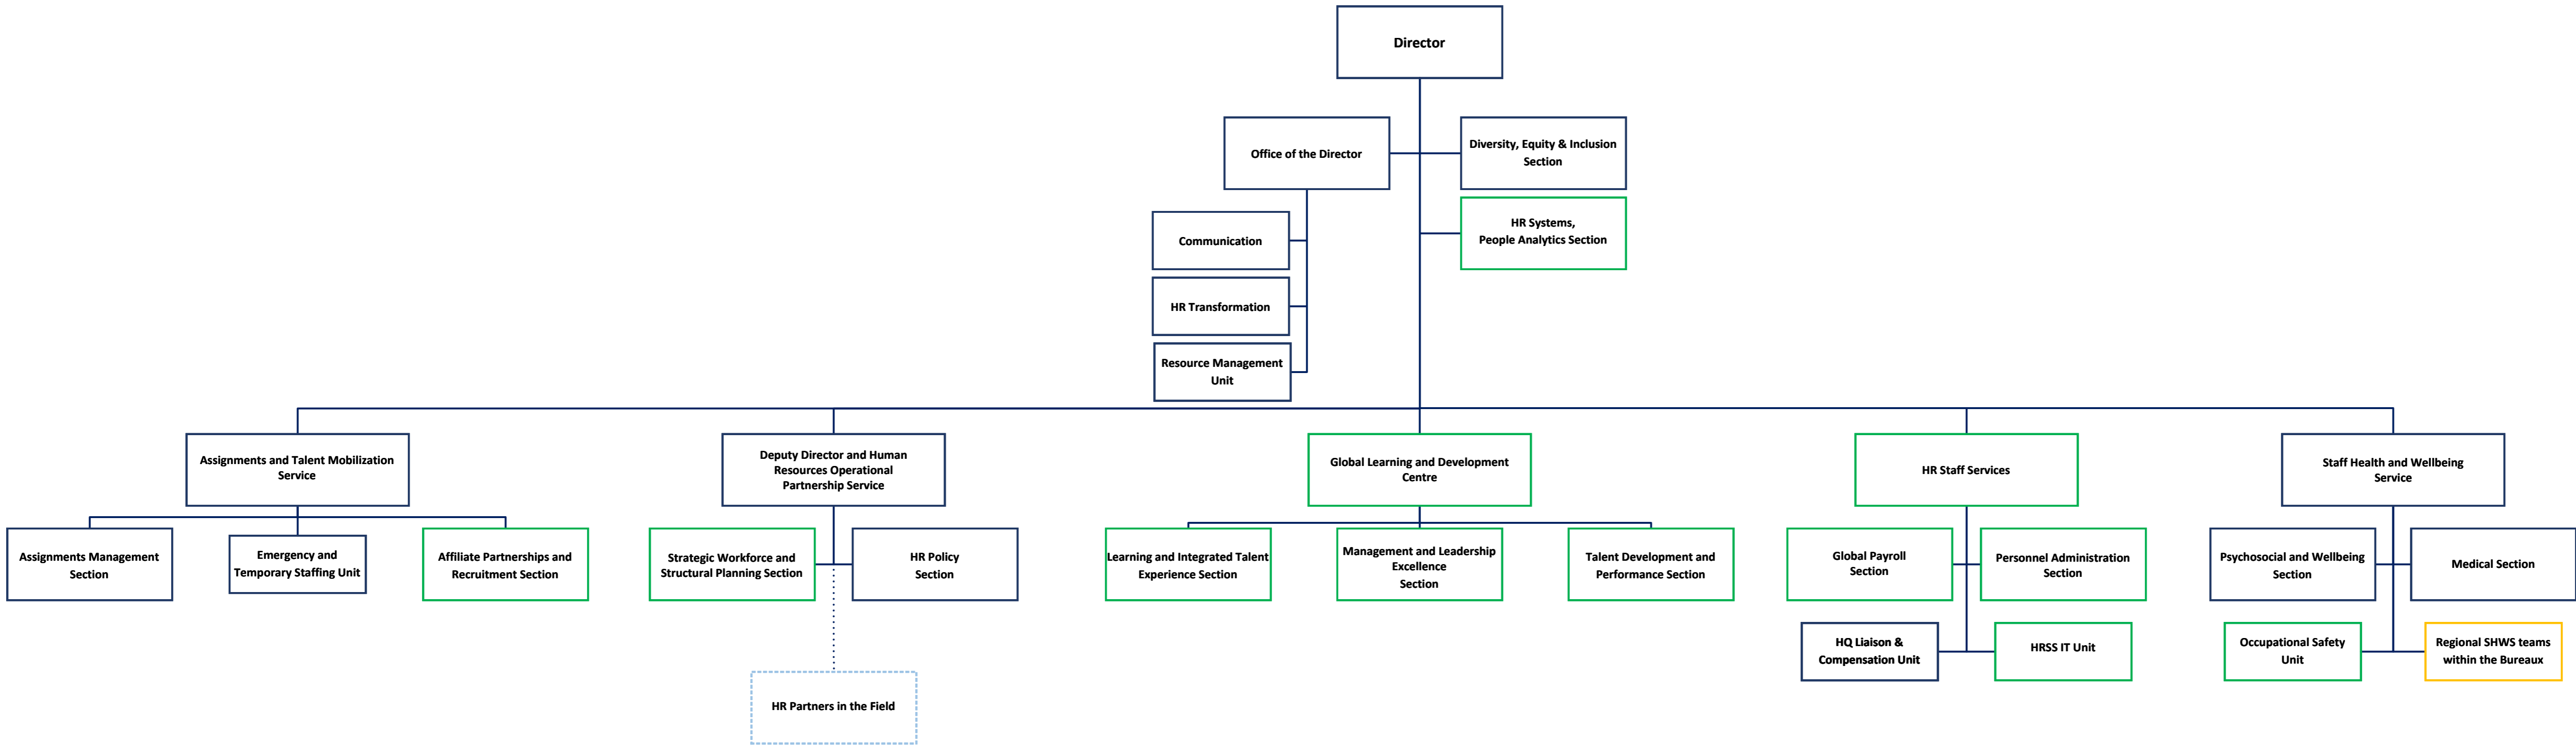 Director
Office of the Director
Diversity, Equity & Inclusion
Section
HR Systems,
People Analytics Section
Communication
HR Transformation
Resource Management
Unit
Assignments and Talent Mobilization
Service
Deputy Director and Human
Resources Operational
Partnership Service
Global Learning and Development
Centre
HR Staff Services
Staff Health and Wellbeing
Service
Assignments Management
Section
Emergency and
Temporary Staffing Unit
Affiliate Partnerships and
Recruitment Section
Strategic Workforce and
Structural Planning Section
HR Policy
Section
Learning and Integrated Talent
Experience Section
Management and Leadership
Excellence
Section
Talent Development and
Performance Section
Global Payroll
Section
Personnel Administration
Section
Psychosocial and Wellbeing
Section
Medical Section
HQ Liaison &
Compensation Unit
HRSS IT Unit
Occupational Safety
Unit
Regional SHWS teams
within the Bureaux
HR Partners in the Field